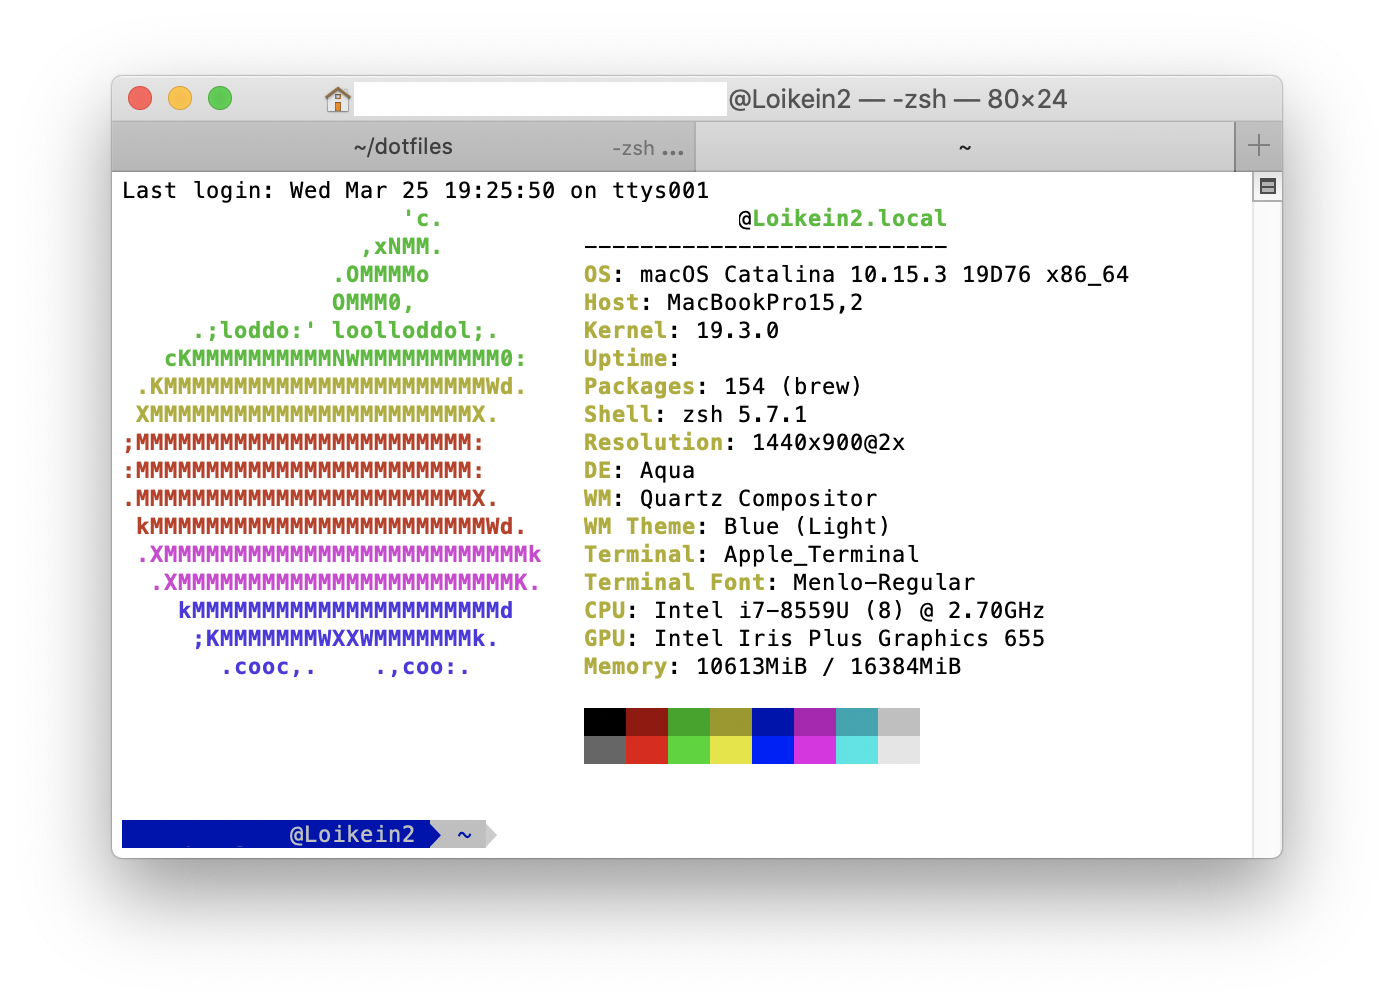 @Loikein2 — -zsh — 80×24
~/dotfiles -zsh ... ~
Last login: Wed Mar 25 19:25:50 on ttys001
'c. @Loikein2.local
,xNMM. --------------------------
.OMMMMo OS: macOS Catalina 10.15.3 19D76 x86_64
OMMM0, Host: MacBookPro15,2
.;loddo:' loolloddol;. Kernel: 19.3.0
cKMMMMMMMMMMNWMMMMMMMMMM0: Uptime:
.KMMMMMMMMMMMMMMMMMMMMMMMWd. Packages: 154 (brew)
XMMMMMMMMMMMMMMMMMMMMMMMX. Shell: zsh 5.7.1
;MMMMMMMMMMMMMMMMMMMMMMMM: Resolution: 1440x900@2x
:MMMMMMMMMMMMMMMMMMMMMMMM: DE: Aqua
.MMMMMMMMMMMMMMMMMMMMMMMMX. WM: Quartz Compositor
kMMMMMMMMMMMMMMMMMMMMMMMMWd. WM Theme: Blue (Light)
.XMMMMMMMMMMMMMMMMMMMMMMMMMMk Terminal: Apple_Terminal
.XMMMMMMMMMMMMMMMMMMMMMMMMK. Terminal Font: Menlo-Regular
kMMMMMMMMMMMMMMMMMMMMMMd CPU: Intel i7-8559U (8) @ 2.70GHz
;KMMMMMMMWXXWMMMMMMMk. GPU: Intel Iris Plus Graphics 655
.cooc,. .,coo:. Memory: 10613MiB / 16384MiB
@Loikein2 ~